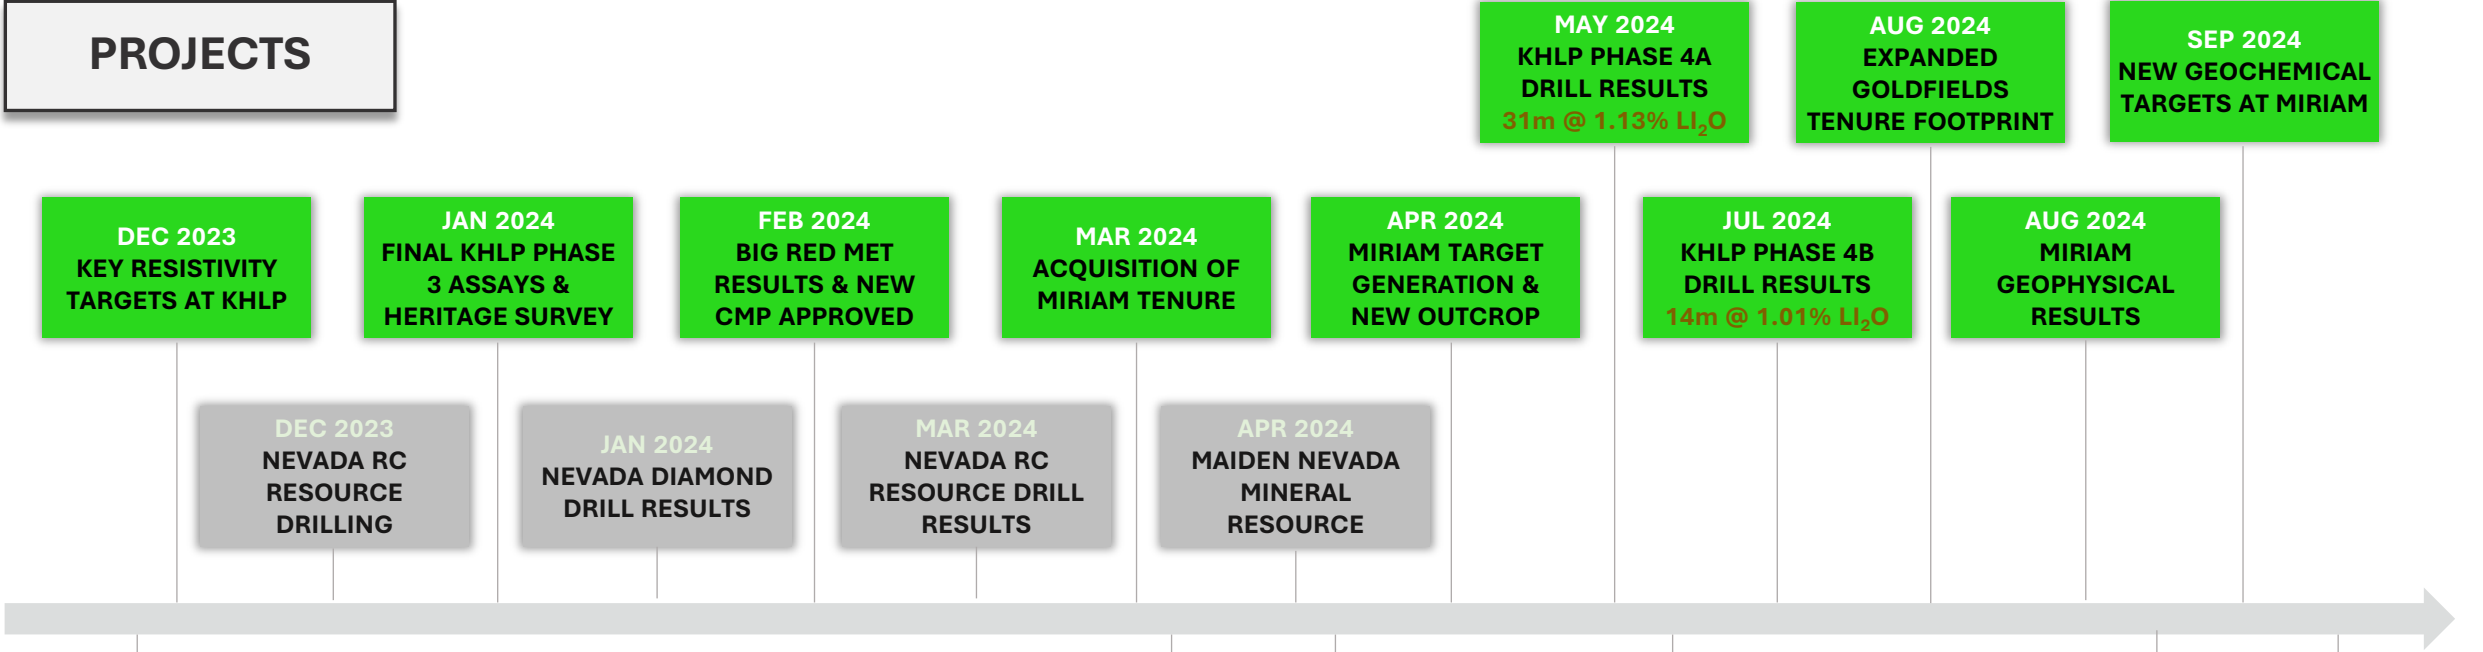 PROJECTS
MAY 2024
KHLP PHASE 4A
DRILL RESULTS
31m @ 1.13% LI₂O
AUG 2024
EXPANDED
GOLDFIELDS
TENURE FOOTPRINT
SEP 2024
NEW GEOCHEMICAL
TARGETS AT MIRIAM
DEC 2023
KEY RESISTIVITY
TARGETS AT KHLP
JAN 2024
FINAL KHLP PHASE
3 ASSAYS &
HERITAGE SURVEY
FEB 2024
BIG RED MET
RESULTS & NEW
CMP APPROVED
MAR 2024
ACQUISITION OF
MIRIAM TENURE
APR 2024
MIRIAM TARGET
GENERATION &
NEW OUTCROP
JUL 2024
KHLP PHASE 4B
DRILL RESULTS
14m @ 1.01% LI₂O
AUG 2024
MIRIAM
GEOPHYSICAL
RESULTS
DEC 2023
NEVADA RC
RESOURCE
DRILLING
JAN 2024
NEVADA DIAMOND
DRILL RESULTS
MAR 2024
NEVADA RC
RESOURCE DRILL
RESULTS
APR 2024
MAIDEN NEVADA
MINERAL
RESOURCE